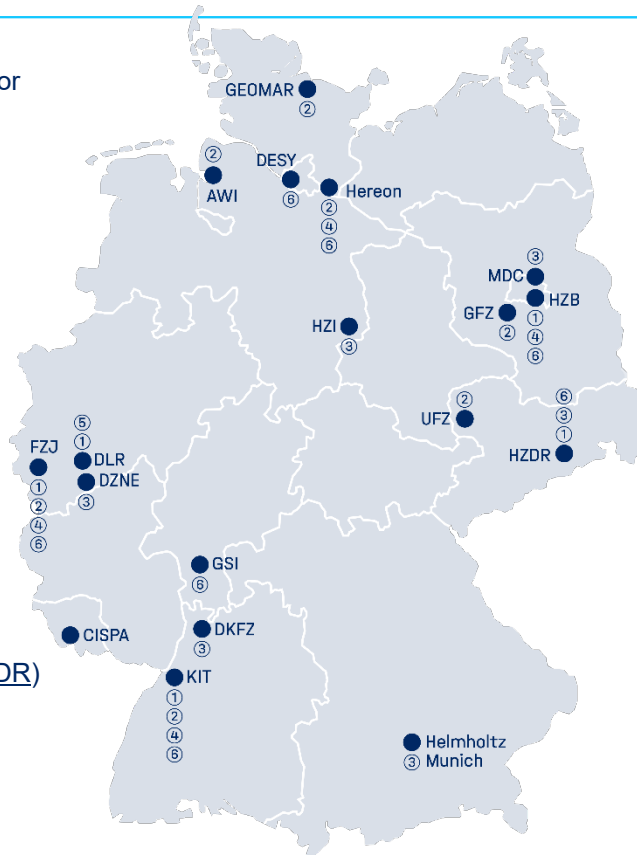 or
GEOMAR
②
②
AWI
DESY
⑥
Hereon
②
④
⑥
③
MDC
HZB
①
④
⑥
GFZ
②
HZI
③
②
UFZ
⑥
③
①
HZDR
⑤
①
DLR
FZJ
①
②
④
⑥
DZNE
③
GSI
⑥
CISPA
DKFZ
③
DR)
KIT
①
②
④
⑥
Helmholtz
③ Munich